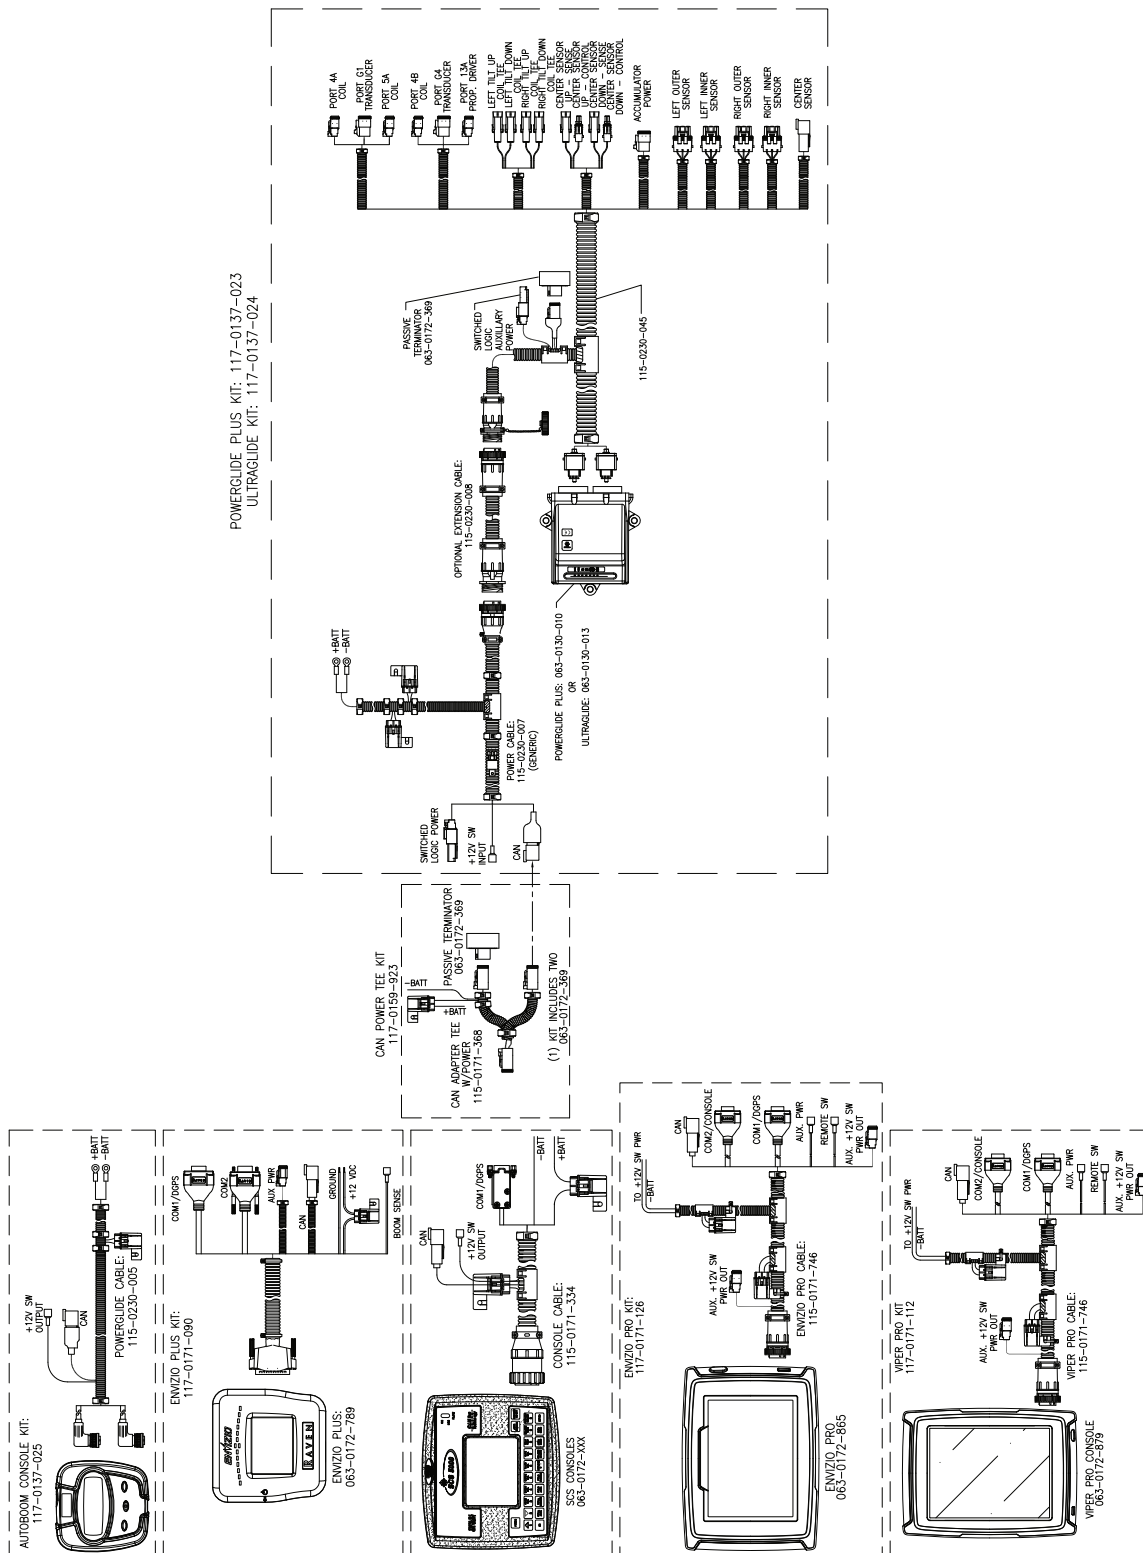 POWERGLIDE PLUS KIT: 117-0137-023
ULTRAGLIDE KIT: 117-0137-024
PORT 4A
COIL
PORT G1
TRANSDUCER
PORT 5A
COIL
PORT 4B
COIL
PORT G4
TRANSDUCER
PORT 13A
PROP. DRIVER
LEFT TILT UP
COIL TEE
LEFT TILT DOWN
COIL TEE
RIGHT TILT UP
COIL TEE
RIGHT TILT DOWN
COIL TEE
CENTER SENSOR
UP - SENSE
CENTER SENSOR
UP - CONTROL
CENTER SENSOR
DOWN - SENSE
CENTER SENSOR
DOWN - CONTROL
ACCUMULATOR
POWER
LEFT OUTER
SENSOR
LEFT INNER
SENSOR
RIGHT OUTER
SENSOR
RIGHT INNER
SENSOR
CENTER
SENSOR
PASSIVE
TERMINATOR
063-0172-369
SWITCHED
LOGIC
AUXILLARY
POWER
115-0230-045
OPTIONAL EXTENSION CABLE:
115-0230-008
POWERGLIDE PLUS: 063-0130-010
OR
ULTRAGLIDE: 063-0130-013
+BATT
-BATT
POWER CABLE:
115-0230-007
(GENERIC)
SWITCHED
LOGIC POWER
+12V SW
INPUT
CAN
CAN POWER TEE KIT
117-0159-923
-BATT
+BATT
PASSIVE TERMINATOR
063-0172-369
CAN ADAPTER TEE
W/POWER
115-0171-368
(1) KIT INCLUDES TWO
063-0172-369
AUTOBOOM CONSOLE KIT:
117-0137-025
+12V SW
OUTPUT
CAN
POWERGLIDE CABLE:
115-0230-005
+BATT
-BATT
ENVIZIO PLUS KIT:
117-0171-090
COM1/DGPS
COM2
AUX PWR
CAN
GROUND
+12 VDC
BOOM SENSE
ENVIZIO
RAVEN
ENVIZIO PLUS:
063-0172-789
CAN
+12V SW
OUTPUT
COM1/DGPS
-BATT
+BATT
CONSOLE CABLE:
115-0171-334
SCS CONSOLES
063-0172-XXX
ENVIZIO PRO KIT:
117-0171-126
TO +12V SW PWR
-BATT
CAN
COM2/CONSOLE
COM1/DGPS
AUX. PWR
REMOTE SW
AUX. +12V SW
PWR OUT
AUX. +12V SW
PWR OUT
ENVIZIO PRO CABLE:
115-0171-746
ENVIZIO PRO
063-0172-865
VIPER PRO KIT
117-0171-112
TO +12V SW PWR
-BATT
CAN
COM2/CONSOLE
COM1/DGPS
AUX. PWR
REMOTE SW
AUX. +12V SW
PWR OUT
AUX. +12V SW
PWR OUT
VIPER PRO CABLE:
115-0171-746
VIPER PRO CONSOLE
063-0172-879